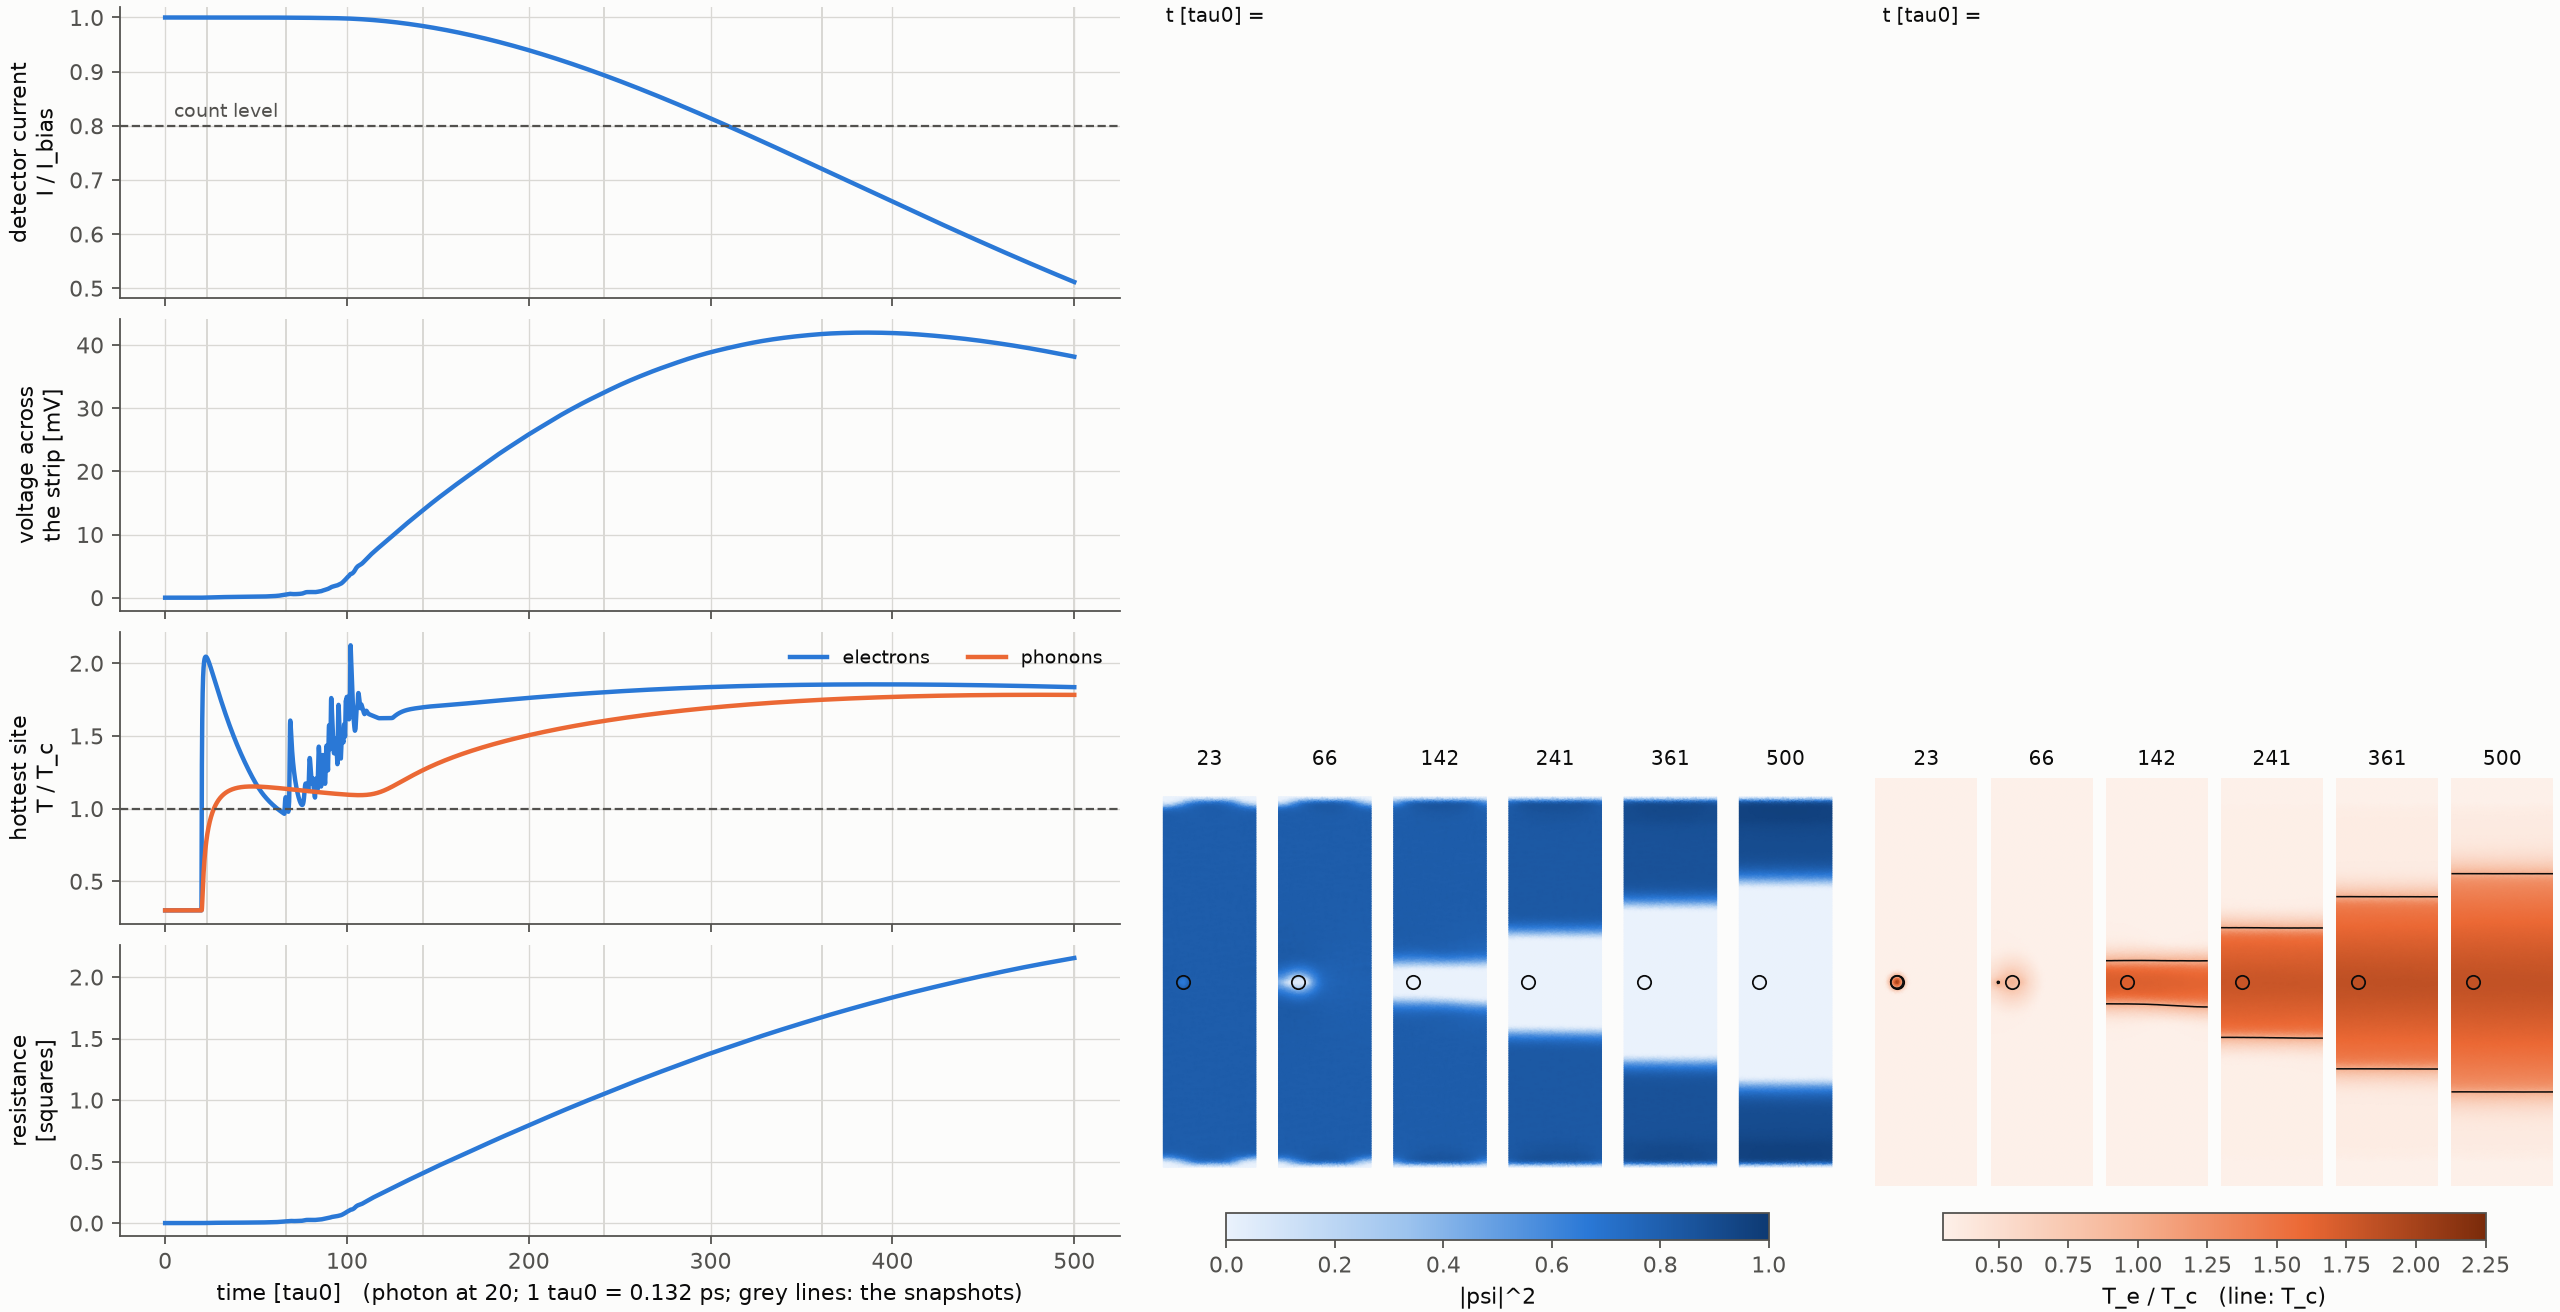 detector current
I / I_bias
1.0
0.9
0.8
0.7
0.6
0.5
count level
voltage across
the strip [mV]
40
30
20
10
0
hottest site
T / T_c
2.0
1.5
1.0
0.5
electrons
phonons
resistance
[squares]
2.0
1.5
1.0
0.5
0.0
0 100 200 300 400 500
time [tau0] (photon at 20; 1 tau0 = 0.132 ps; grey lines: the snapshots)
t [tau0] =
23 66 142 241 361 500
0.0 0.2 0.4 0.6 0.8 1.0
|psi|^2
t [tau0] =
23 66 142 241 361 500
0.50 0.75 1.00 1.25 1.50 1.75 2.00 2.25
T_e / T_c (line: T_c)